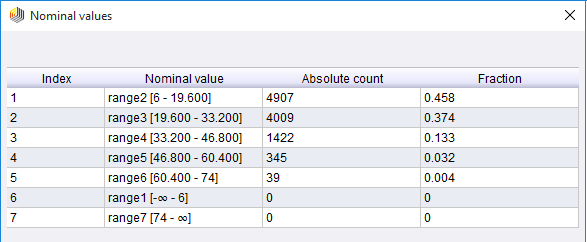 Nominal values
Index Nominal value Absolute count Fraction
1 range2 [6 - 19.600] 4907 0.458
2 range3 [19.600 - 33.200] 4009 0.374
3 range4 [33.200 - 46.800] 1422 0.133
4 range5 [46.800 - 60.400] 345 0.032
5 range6 [60.400 - 74] 39 0.004
6 range1 [-∞ - 6] 0 0
7 range7 [74 - ∞] 0 0